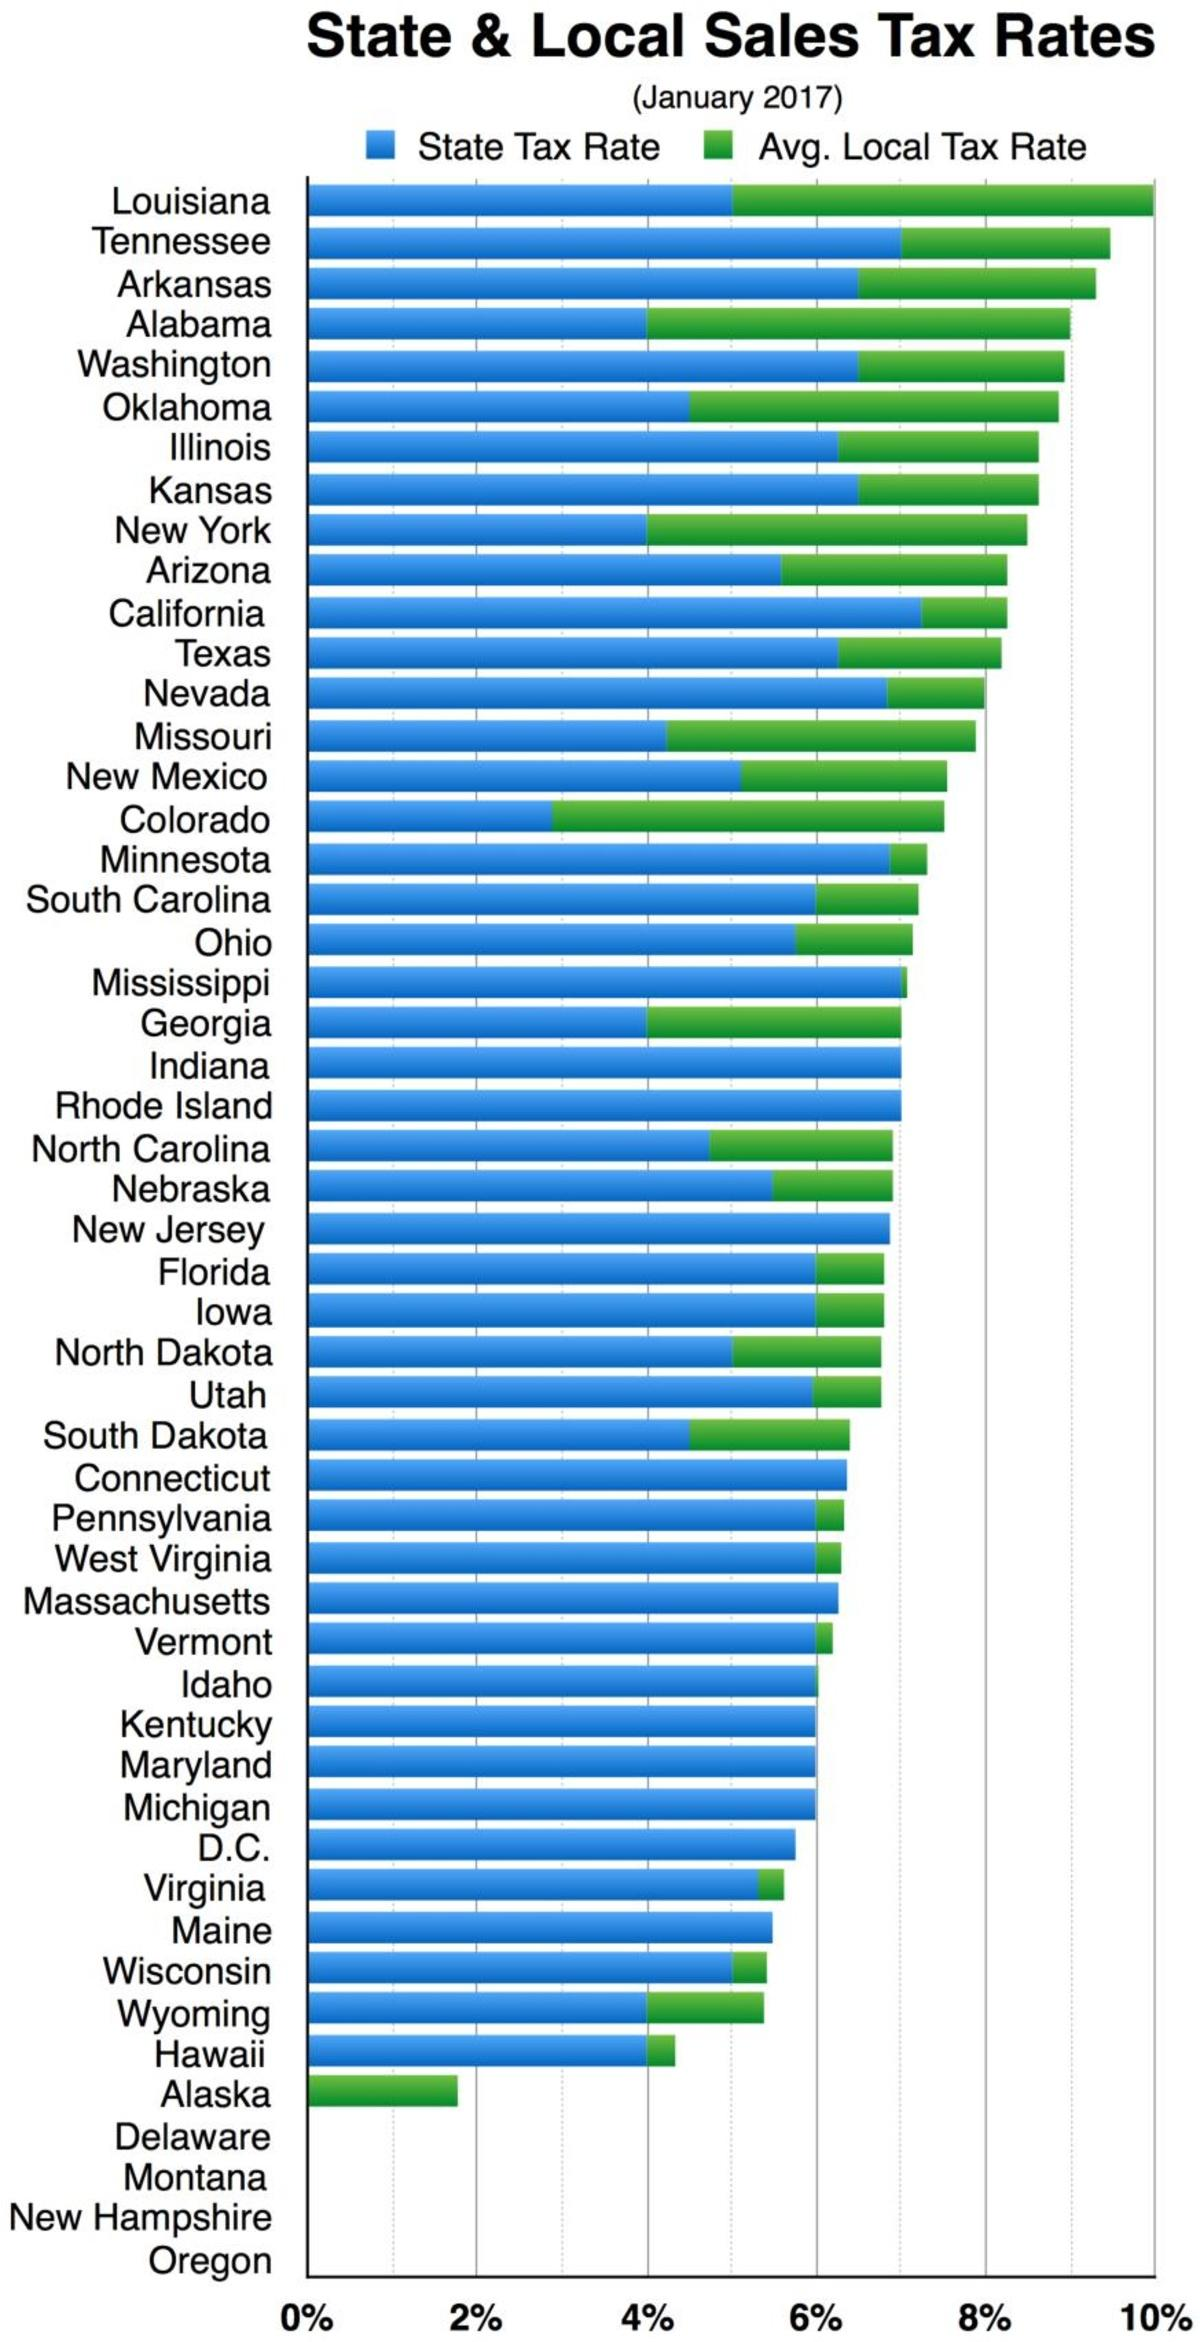 State & Local Sales Tax Rates
(January 2017)
State Tax Rate Avg. Local Tax Rate
Louisiana
Tennessee
Arkansas
Alabama
Washington
Oklahoma
Illinois
Kansas
New York
Arizona
California
Texas
Nevada
Missouri
New Mexico
Colorado
Minnesota
South Carolina
Ohio
Mississippi
Georgia
Indiana
Rhode Island
North Carolina
Nebraska
New Jersey
Florida
Iowa
North Dakota
Utah
South Dakota
Connecticut
Pennsylvania
West Virginia
Massachusetts
Vermont
Idaho
Kentucky
Maryland
Michigan
D.C.
Virginia
Maine
Wisconsin
Wyoming
Hawaii
Alaska
Delaware
Montana
New Hampshire
Oregon
0% 2% 4% 6% 8% 10%